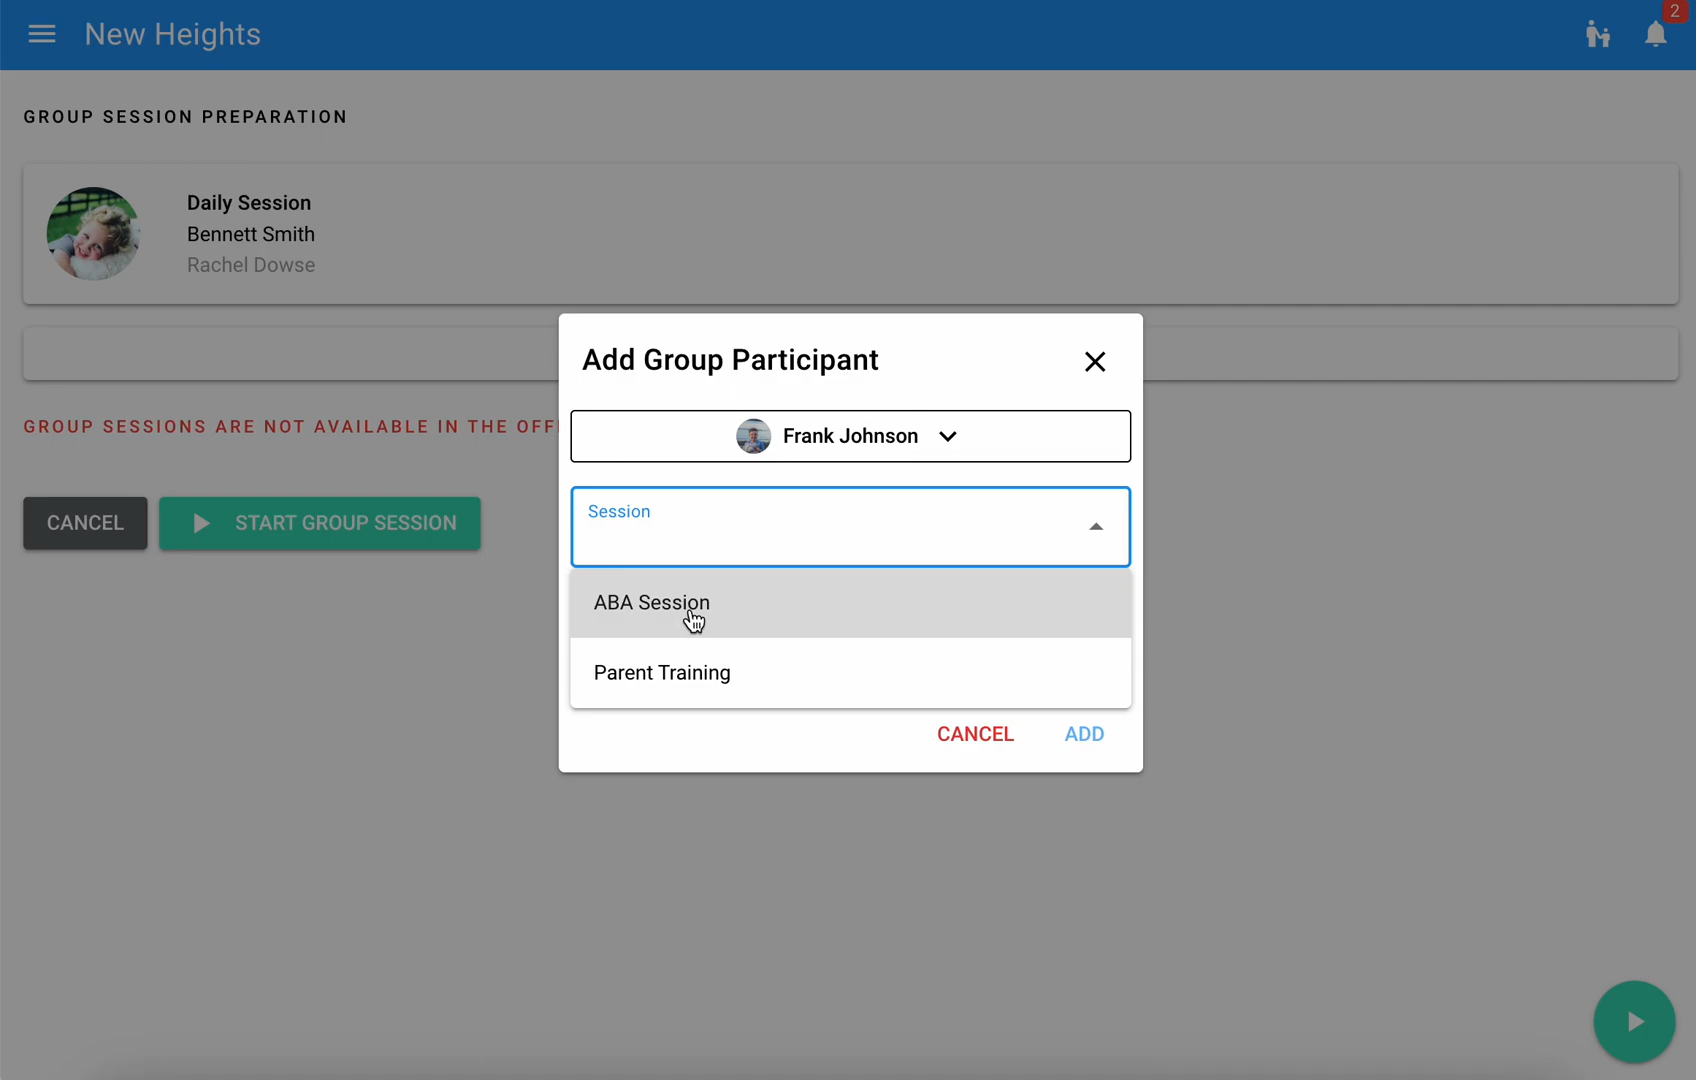 New Heights
2
GROUP SESSION PREPARATION
Daily Session
Bennett Smith
Rachel Dowse
GROUP SESSIONS ARE NOT AVAILABLE IN THE
CANCEL
START GROUP SESSION
Add Group Participant
Frank Johnson
Session
ABA Session
Parent Training
CANCEL
ADD